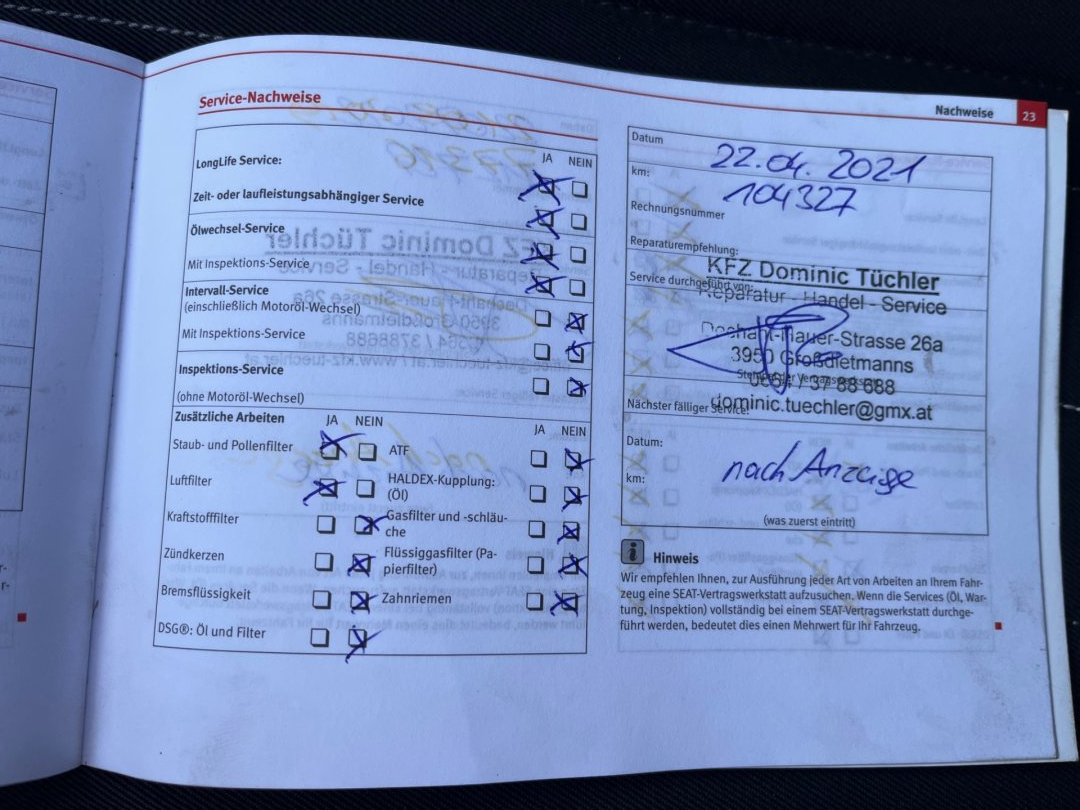 Service-Nachweise
JA NEIN
LongLife Service:
Zeit- oder laufleistungsabhängiger Service
Ölwechsel-Service
Mit Inspektions-Service
Intervall-Service
(einschließlich Motoröl-Wechsel)
Mit Inspektions-Service
Inspektions-Service
(ohne Motoröl-Wechsel)
Zusätzliche Arbeiten
JA NEIN
JA NEIN
Staub- und Pollenfilter
Luftfilter
Kraftstofffilter
Zündkerzen
Bremsflüssigkeit
DSG®: Öl und Filter
ATF
HALDEX-Kupplung:
(Öl)
Gasfilter und -schläu-
che
Flüssiggasfilter (Pa-
pierfilter)
Zahnriemen
Nachweise 23
Datum 22.04.2021
km: 104327
Rechnungsnummer
Reparaturempfehlung:
KFZ Dominic Tüchler
Service durchgeführt von:
Reparatur - Handel - Service
Dechant-Hauer-Strasse 26a
3950 Großdietmanns
0664 / 37 88 688
dominic.tuechler@gmx.at
Nächster fälliger Service:
Datum:
km:
nach Anzeige
(was zuerst eintritt)
i Hinweis
Wir empfehlen Ihnen, zur Ausführung jeder Art von Arbeiten an Ihrem Fahr-
zeug eine SEAT-Vertragswerkstatt aufzusuchen. Wenn die Services (Öl, War-
tung, Inspektion) vollständig bei einem SEAT-Vertragswerkstatt durchge-
führt werden, bedeutet dies einen Mehrwert für Ihr Fahrzeug.